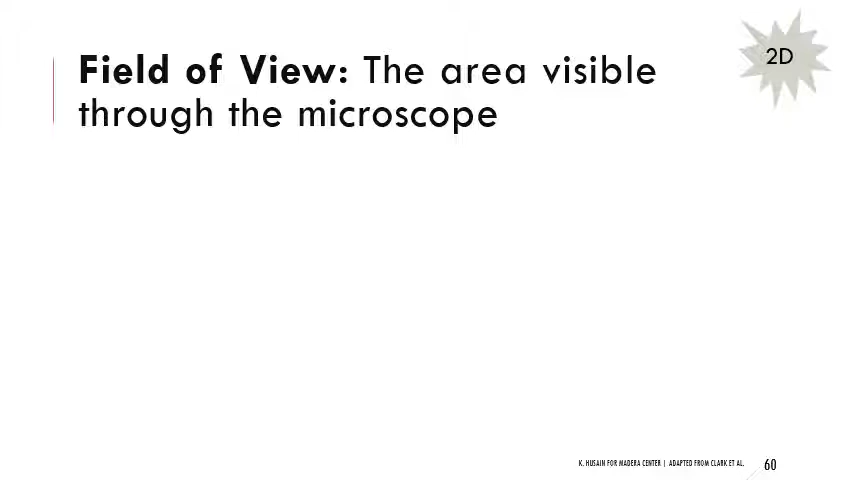 Field of View: The area visible
through the microscope
2D
K. HUSAIN FOR MADERA CENTER | ADAPTED FROM CLARK ET AL.
60